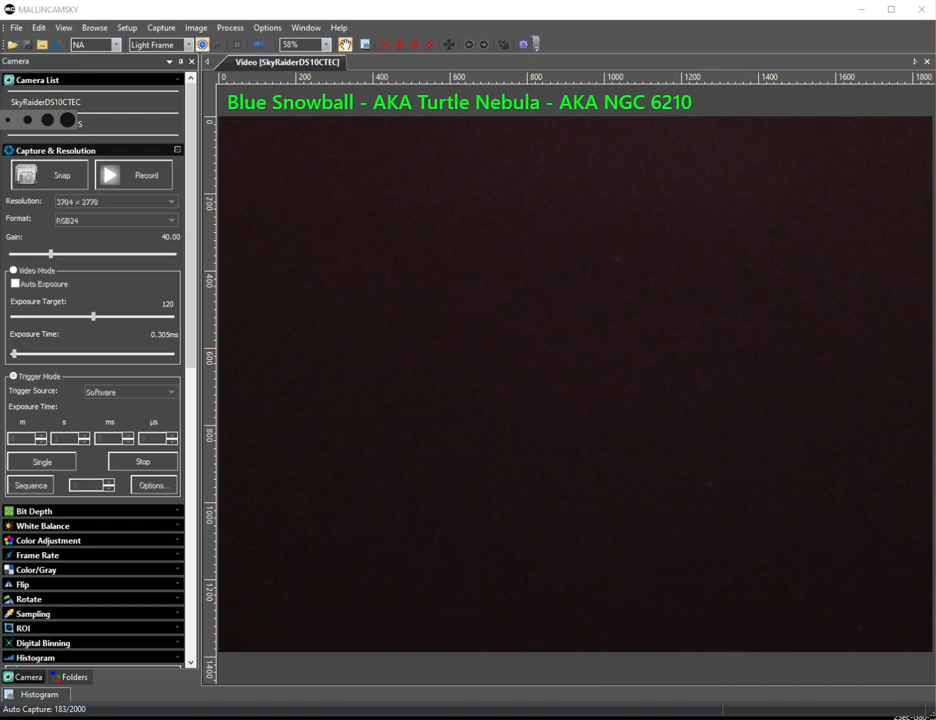 MALLINCAMSKY
File Edit View Browse Setup Capture Image Process Options Window Help
NA Light Frame 58%
Camera
Video [SkyRaiderDS10CTEC]
Camera List
SkyRaiderDS10CTEC
S
0 200 400 600 800 1000 1200 1400 1600 1800
Blue Snowball - AKA Turtle Nebula - AKA NGC 6210
0
200
400
600
800
1000
1200
1400
Capture & Resolution
Snap Record
Resolution: 3704 × 2778
Format: RGB24
Gain: 40.00
Video Mode
Auto Exposure
Exposure Target: 120
Exposure Time: 0.305ms
Trigger Mode
Trigger Source: Software
Exposure Time:
m s ms µs
Single Stop
Sequence 1 Options...
Bit Depth
White Balance
Color Adjustment
Frame Rate
Color/Gray
Flip
Rotate
Sampling
ROI
Digital Binning
Histogram
Camera Folders
Histogram
Auto Capture: 183/2000